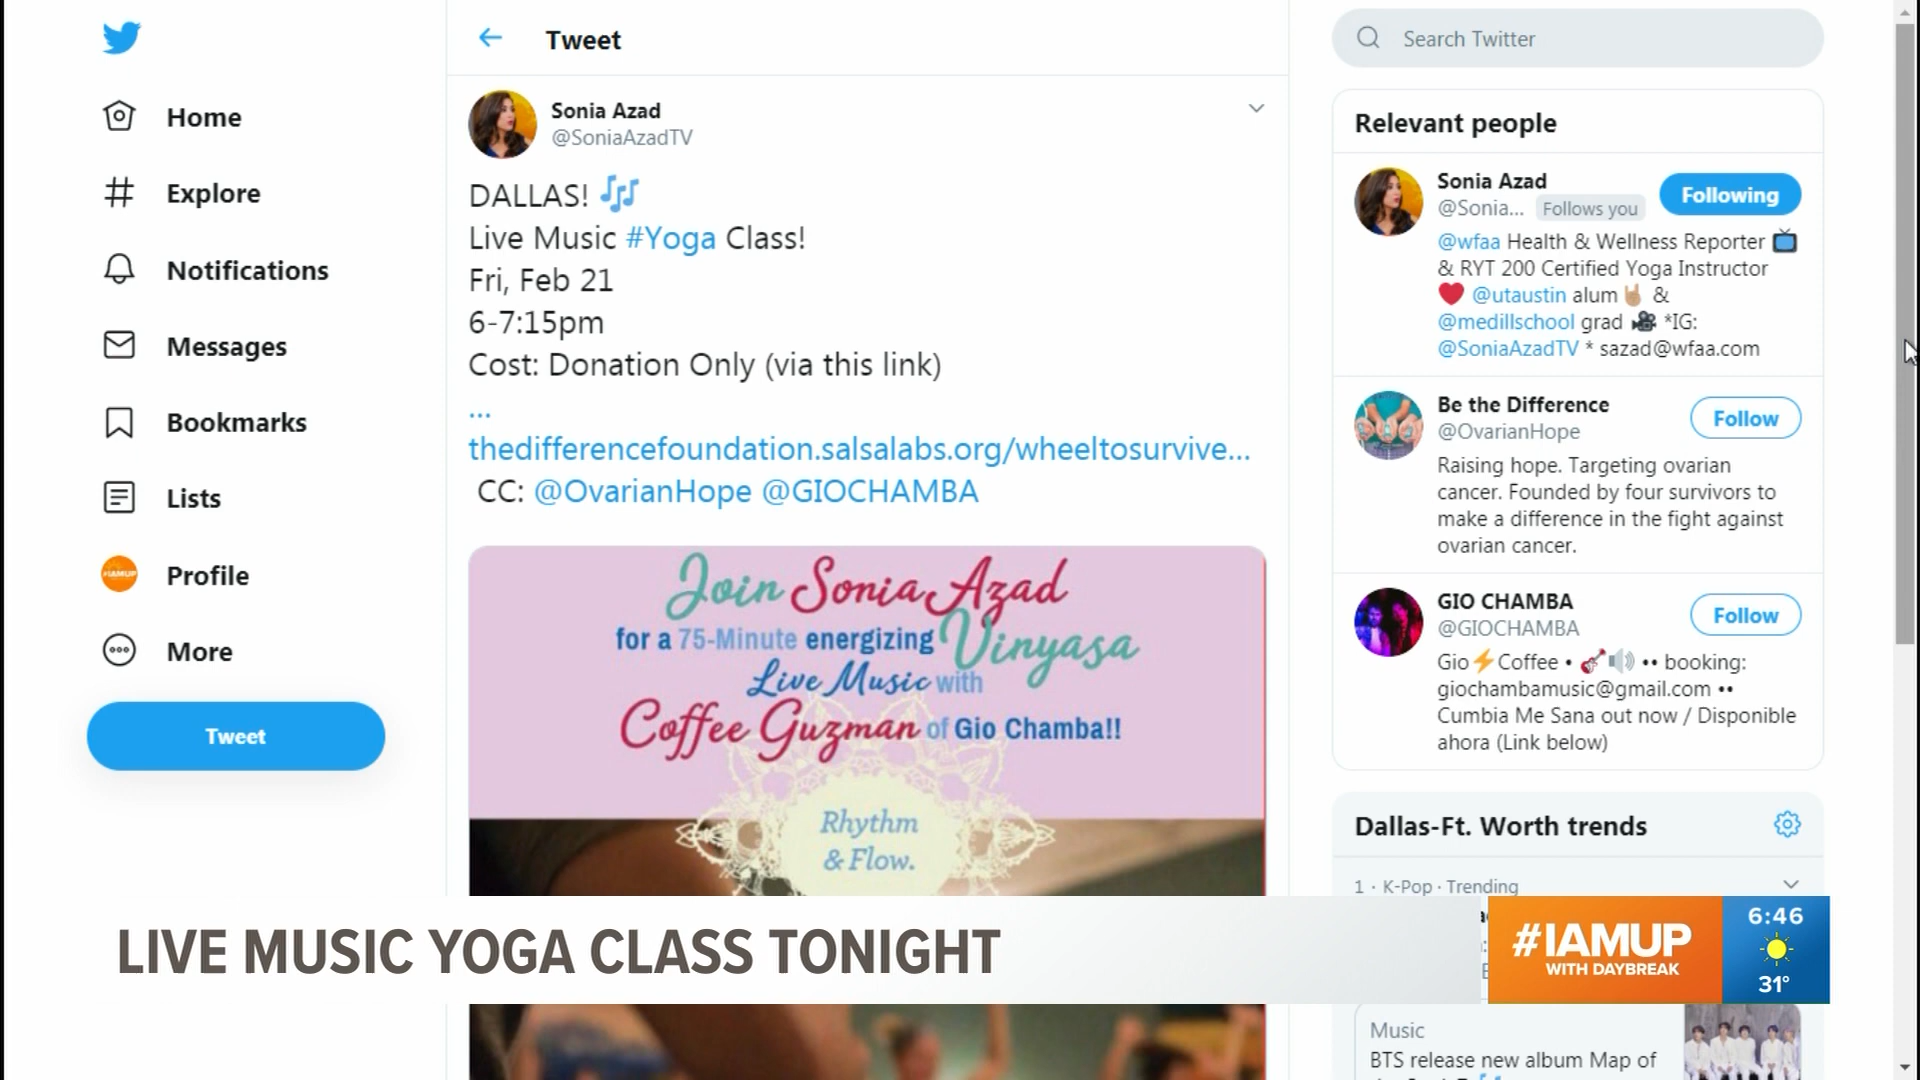 Home
Explore
Notifications
Messages
Bookmarks
Lists
#IAMUP
Profile
More
Tweet
Tweet
Sonia Azad
@SoniaAzadTV
DALLAS!
Live Music #Yoga Class!
Fri, Feb 21
6-7:15pm
Cost: Donation Only (via this link)
...
thedifferencefoundation.salsalabs.org/wheeltosurvive...
CC: @OvarianHope @GIOCHAMBA
Join Sonia Azad
for a 75-Minute energizing Vinyasa
Live Music with
Coffee Guzman of Gio Chamba!!
Rhythm
& Flow.
Search Twitter
Relevant people
Sonia Azad
@Sonia... Follows you
Following
@wfaa Health & Wellness Reporter
& RYT 200 Certified Yoga Instructor
@utaustin alum &
@medillschool grad *IG:
@SoniaAzadTV * sazad@wfaa.com
Be the Difference
@OvarianHope
Follow
Raising hope. Targeting ovarian
cancer. Founded by four survivors to
make a difference in the fight against
ovarian cancer.
GIO CHAMBA
@GIOCHAMBA
Follow
Gio⚡Coffee • •• booking:
giochambamusic@gmail.com ••
Cumbia Me Sana out now / Disponible
ahora (Link below)
Dallas-Ft. Worth trends
1 · K-Pop · Trending
Music
BTS release new album Map of
LIVE MUSIC YOGA CLASS TONIGHT
#IAMUP
WITH DAYBREAK
6:46
31°